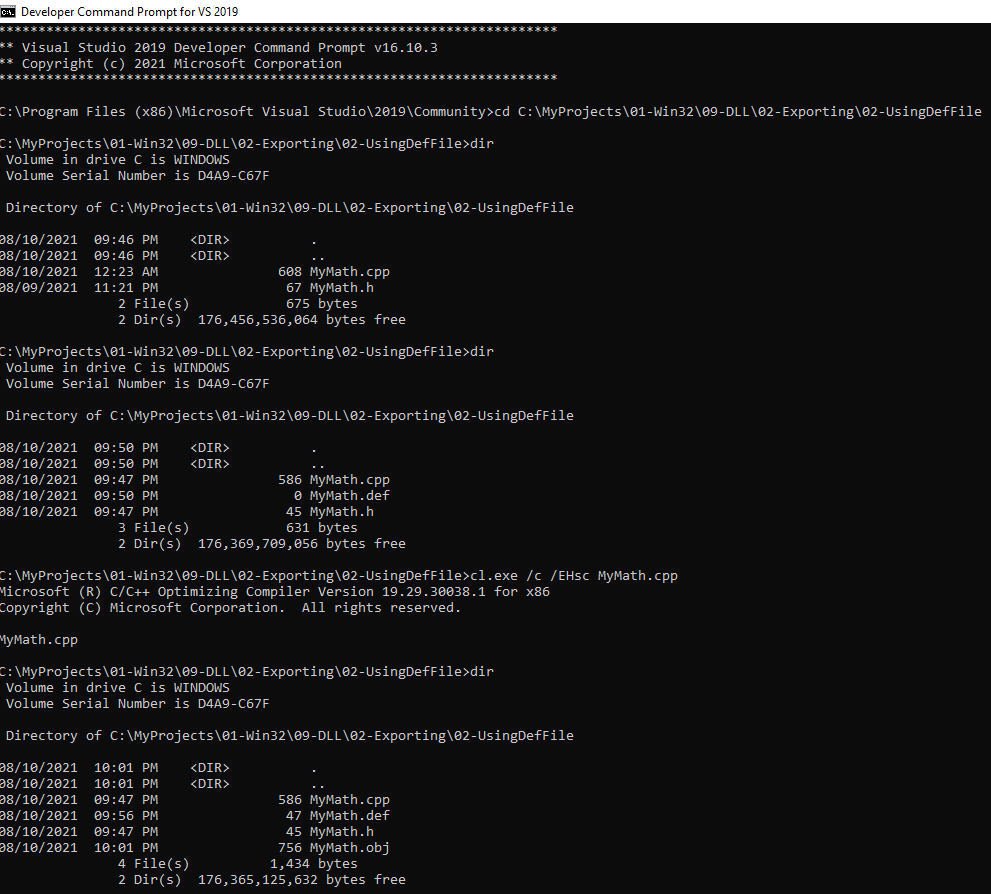 Developer Command Prompt for VS 2019
**********************************************************************
** Visual Studio 2019 Developer Command Prompt v16.10.3
** Copyright (c) 2021 Microsoft Corporation
**********************************************************************
C:\Program Files (x86)\Microsoft Visual Studio\2019\Community>cd C:\MyProjects\01-Win32\09-DLL\02-Exporting\02-UsingDefFile
C:\MyProjects\01-Win32\09-DLL\02-Exporting\02-UsingDefFile>dir
Volume in drive C is WINDOWS
Volume Serial Number is D4A9-C67F
Directory of C:\MyProjects\01-Win32\09-DLL\02-Exporting\02-UsingDefFile
08/10/2021  09:46 PM    <DIR>          .
08/10/2021  09:46 PM    <DIR>          ..
08/10/2021  12:23 AM               608 MyMath.cpp
08/09/2021  11:21 PM                67 MyMath.h
2 File(s)            675 bytes
2 Dir(s)  176,456,536,064 bytes free
C:\MyProjects\01-Win32\09-DLL\02-Exporting\02-UsingDefFile>dir
Volume in drive C is WINDOWS
Volume Serial Number is D4A9-C67F
Directory of C:\MyProjects\01-Win32\09-DLL\02-Exporting\02-UsingDefFile
08/10/2021  09:50 PM    <DIR>          .
08/10/2021  09:50 PM    <DIR>          ..
08/10/2021  09:47 PM               586 MyMath.cpp
08/10/2021  09:50 PM                 0 MyMath.def
08/10/2021  09:47 PM                45 MyMath.h
3 File(s)            631 bytes
2 Dir(s)  176,369,709,056 bytes free
C:\MyProjects\01-Win32\09-DLL\02-Exporting\02-UsingDefFile>cl.exe /c /EHsc MyMath.cpp
Microsoft (R) C/C++ Optimizing Compiler Version 19.29.30038.1 for x86
Copyright (C) Microsoft Corporation.  All rights reserved.
MyMath.cpp
C:\MyProjects\01-Win32\09-DLL\02-Exporting\02-UsingDefFile>dir
Volume in drive C is WINDOWS
Volume Serial Number is D4A9-C67F
Directory of C:\MyProjects\01-Win32\09-DLL\02-Exporting\02-UsingDefFile
08/10/2021  10:01 PM    <DIR>          .
08/10/2021  10:01 PM    <DIR>          ..
08/10/2021  09:47 PM               586 MyMath.cpp
08/10/2021  09:56 PM                47 MyMath.def
08/10/2021  09:47 PM                45 MyMath.h
08/10/2021  10:01 PM               756 MyMath.obj
4 File(s)          1,434 bytes
2 Dir(s)  176,365,125,632 bytes free